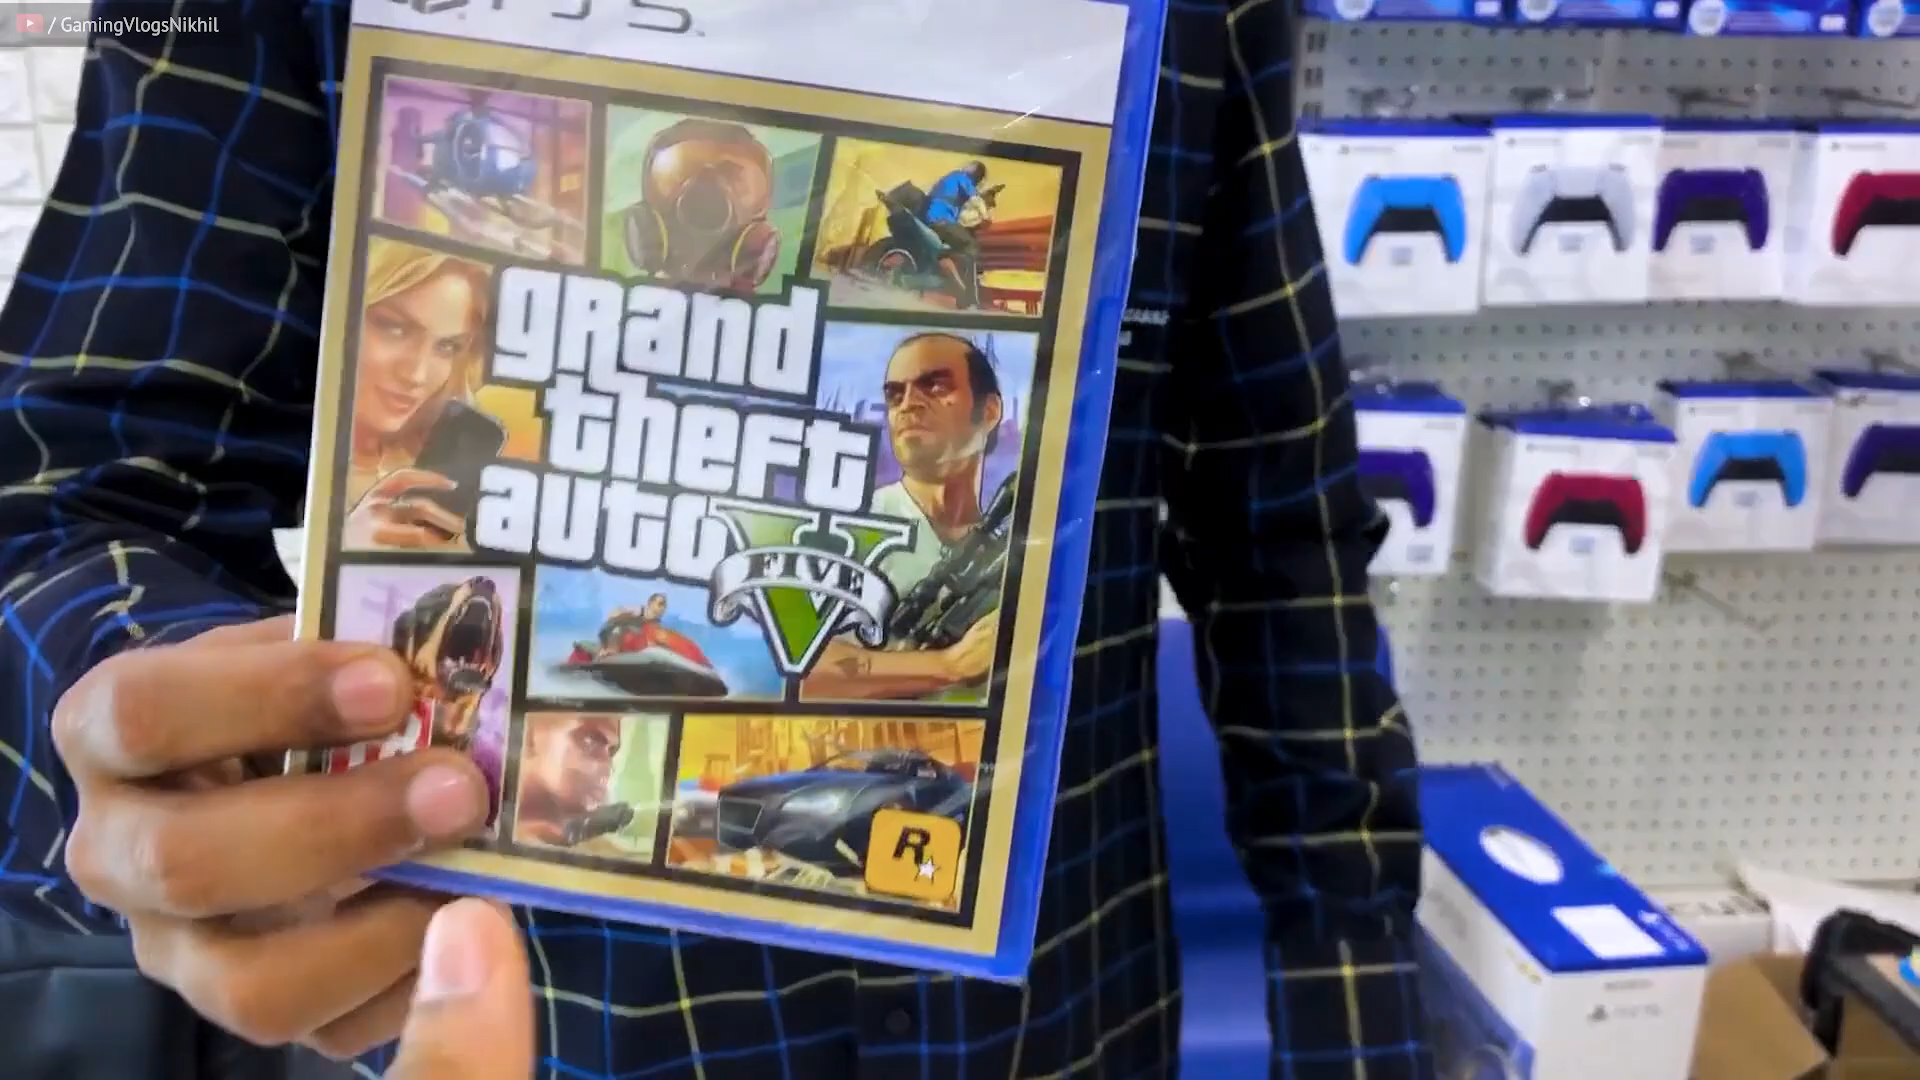 /GamingVlogsNikhil
PS5
grand
theft
auto V
FIVE
R